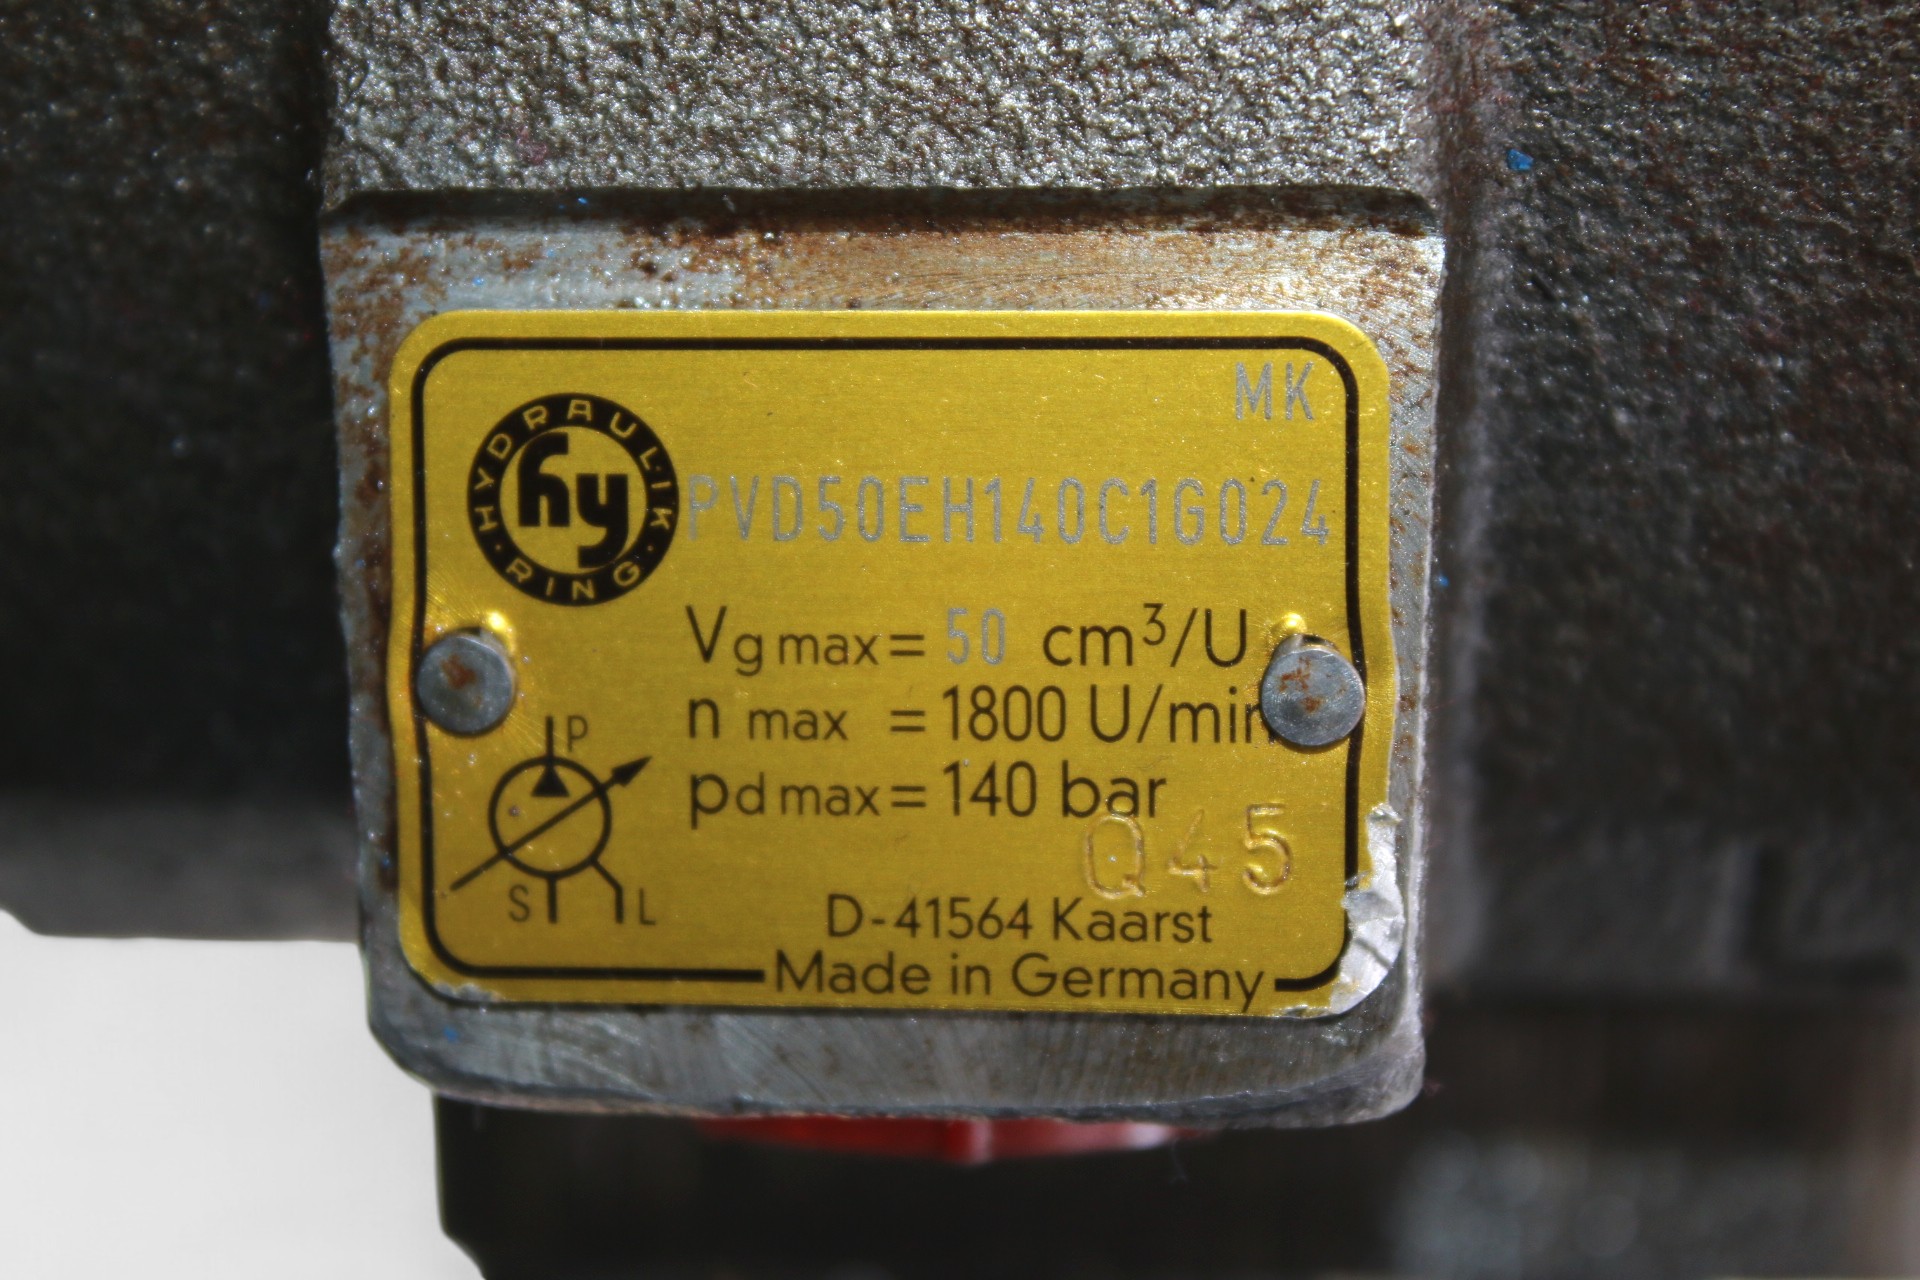 MK
HYDRAULIK · RING ·
hy
PVD50EH140C1G024
Vg max = 50 cm³/U
n max = 1800 U/min
pd max = 140 bar
P
Q45
S L
D-41564 Kaarst
Made in Germany